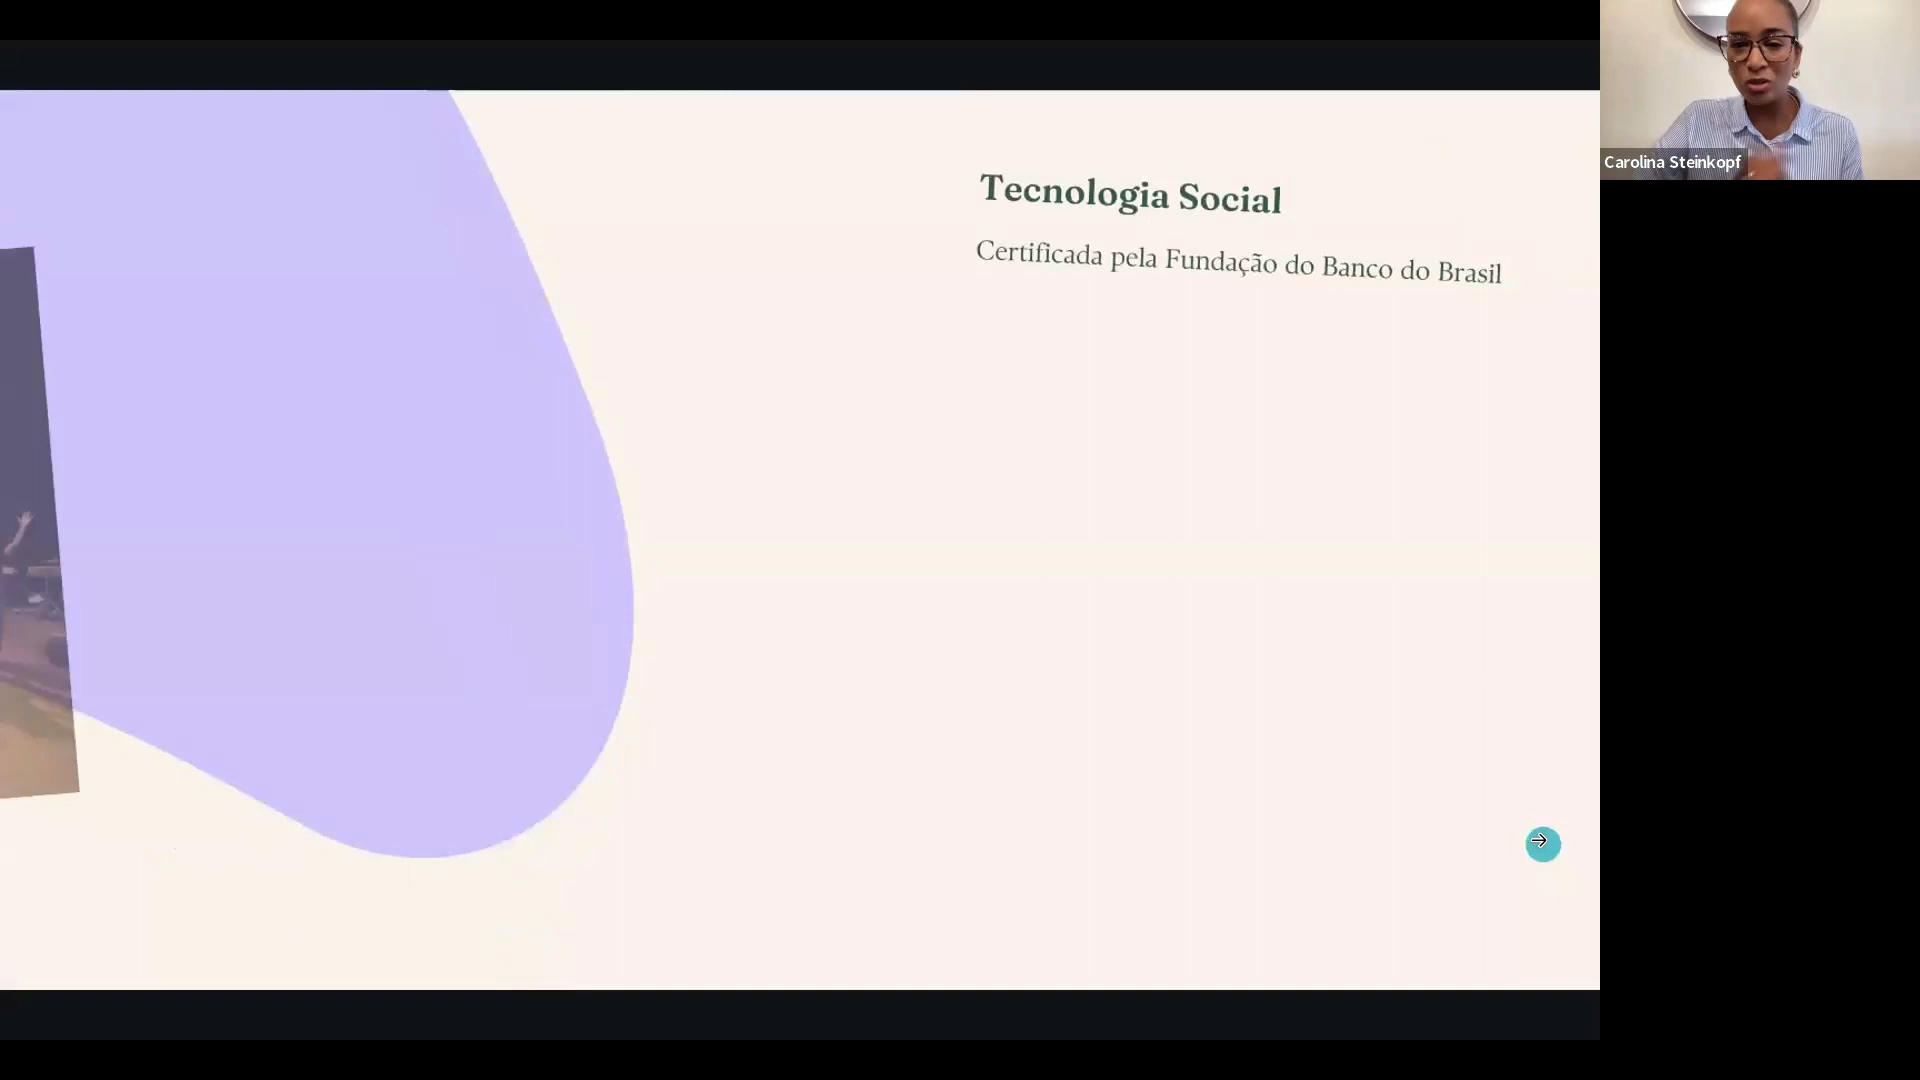 Tecnologia Social
Certificada pela Fundação do Banco do Brasil
Carolina Steinkopf